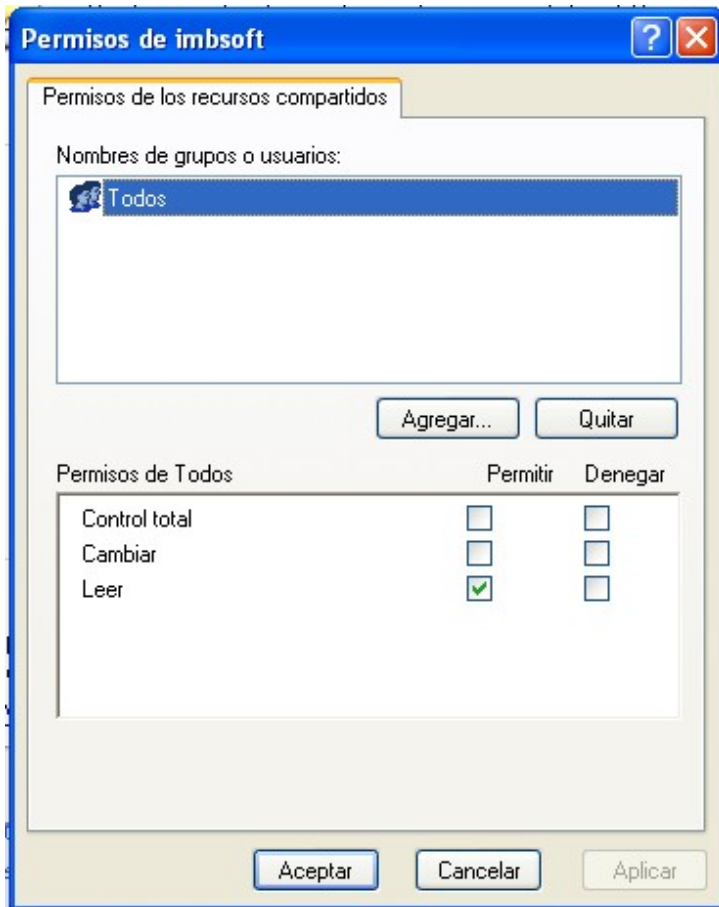 Permisos de imbsoft
Permisos de los recursos compartidos
Nombres de grupos o usuarios:
Todos
Agregar... Quitar
Permisos de Todos Permitir Denegar
Control total
Cambiar
Leer
Aceptar Cancelar Aplicar